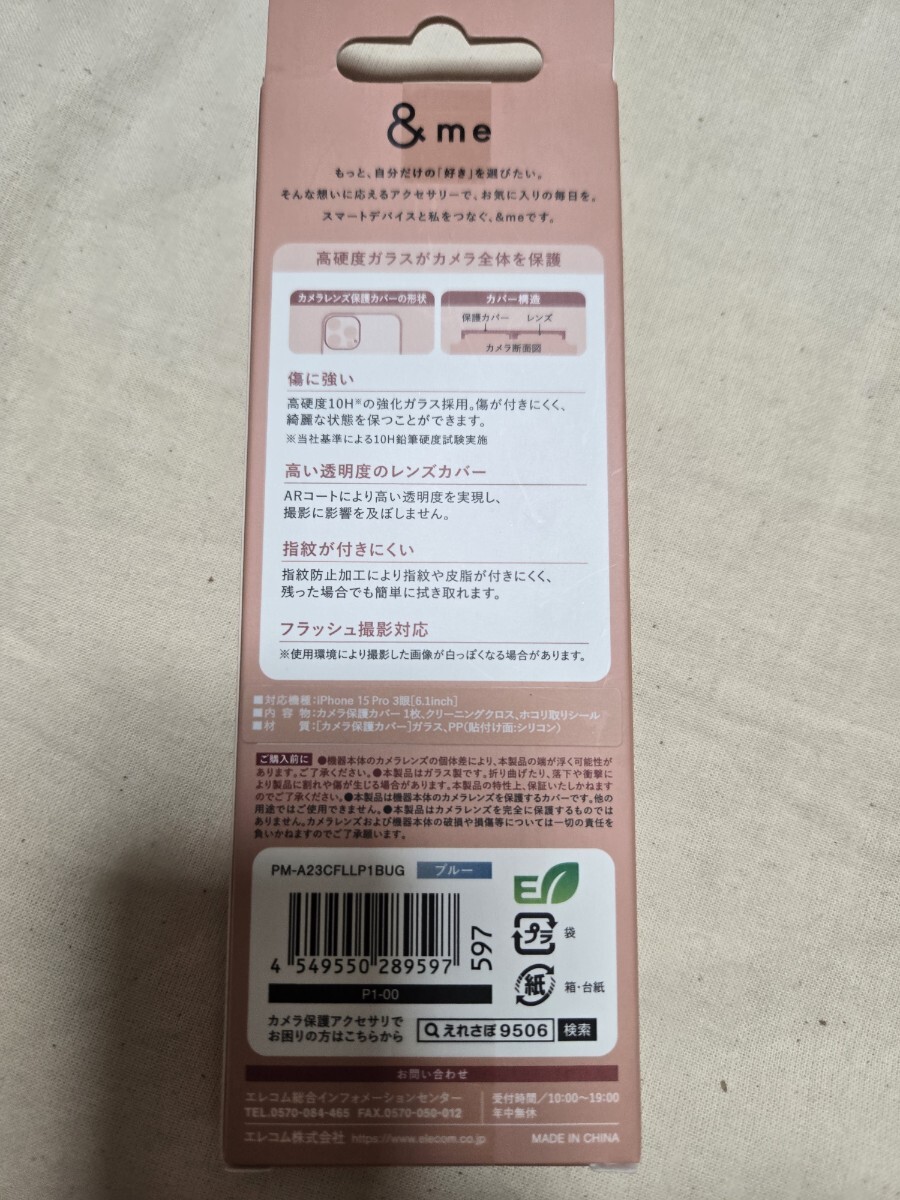 &me
もっと、自分だけの「好き」を選びたい。
そんな想いに応えるアクセサリーで、お気に入りの毎日を。
スマートデバイスと私をつなぐ、&meです。
高硬度ガラスがカメラ全体を保護
カメラレンズ保護カバーの形状
カバー構造
保護カバー レンズ
カメラ断面図
傷に強い
高硬度10H※の強化ガラス採用。傷が付きにくく、
綺麗な状態を保つことができます。
※当社基準による10H鉛筆硬度試験実施
高い透明度のレンズカバー
ARコートにより高い透明度を実現し、
撮影に影響を及ぼしません。
指紋が付きにくい
指紋防止加工により指紋や皮脂が付きにくく、
残った場合でも簡単に拭き取れます。
フラッシュ撮影対応
※使用環境により撮影した画像が白っぽくなる場合があります。
■対応機種:iPhone 15 Pro 3眼[6.1inch]
■内容物:カメラ保護カバー 1枚、クリーニングクロス、ホコリ取りシール
■材質:[カメラ保護カバー]ガラス、PP(貼付け面:シリコン)
ご購入前に ●機器本体のカメラレンズの個体差により、本製品の端が浮く可能性が
あります。ご了承ください。●本製品はガラス製です。折り曲げたり、落下や衝撃に
より製品に割れや傷が生じる場合があります。本製品の特性上、保証いたしかねます
のでご了承ください。●本製品は機器本体のカメラレンズを保護するカバーです。他の
用途ではご使用できません。●本製品はカメラレンズを完全に保護するものでは
ありません。カメラレンズおよび機器本体の破損や損傷等については一切の責任を
負いかねますのでご了承願います。
PM-A23CFLLP1BUG ブルー
4 549550 289597
597
P1-00
プラ 袋
紙 箱・台紙
カメラ保護アクセサリで
お困りの方はこちらから
えれさぽ9506 検索
お問い合わせ
エレコム総合インフォメーションセンター
TEL.0570-084-465 FAX.0570-050-012
受付時間/10:00~19:00
年中無休
エレコム株式会社 https://www.elecom.co.jp
MADE IN CHINA